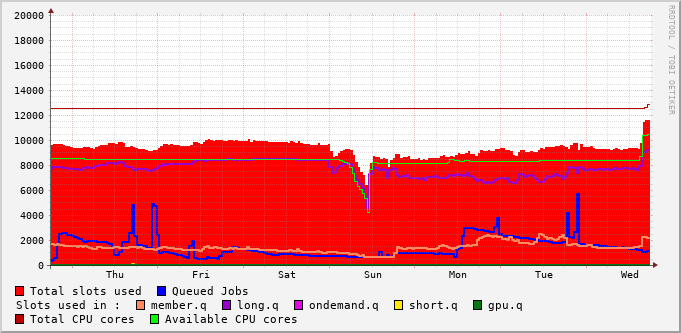 20000
18000
16000
14000
12000
10000
8000
6000
4000
2000
0
Thu Fri Sat Sun Mon Tue Wed
RRDTOOL / TOBI OETIKER
Total slots used Queued Jobs
Slots used in : member.q long.q ondemand.q short.q gpu.q
Total CPU cores Available CPU cores